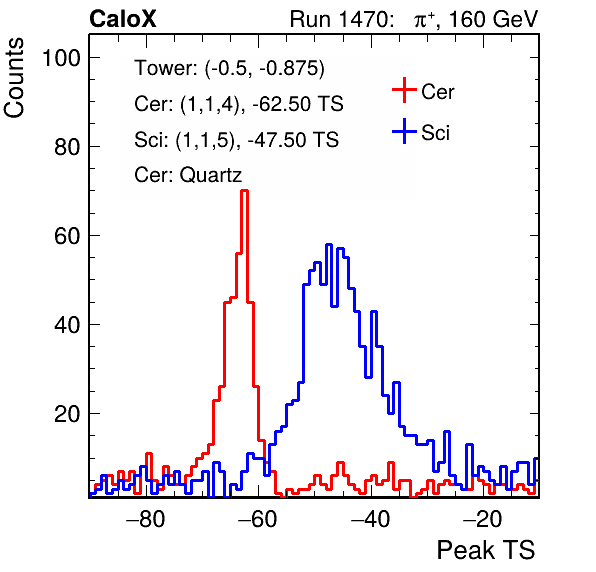 CaloX Run 1470: π⁺, 160 GeV
Counts
100
80
60
40
20
Tower: (-0.5, -0.875)
Cer: (1,1,4), -62.50 TS
Sci: (1,1,5), -47.50 TS
Cer: Quartz
Cer
Sci
−80 −60 −40 −20
Peak TS